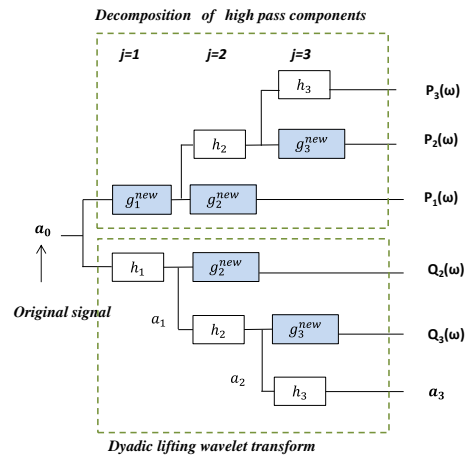 Decomposition of high pass components
j=1 j=2 j=3
h₃ P₃(ω)
h₂ g₃ⁿᵉʷ P₂(ω)
g₁ⁿᵉʷ g₂ⁿᵉʷ P₁(ω)
a₀
h₁ g₂ⁿᵉʷ Q₂(ω)
Original signal
a₁ h₂ g₃ⁿᵉʷ Q₃(ω)
a₂ h₃ a₃
Dyadic lifting wavelet transform